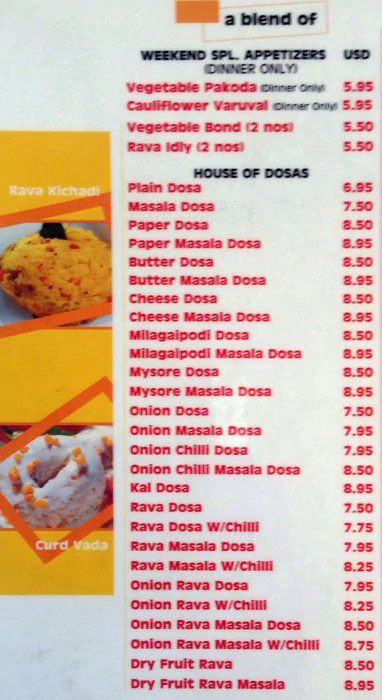 a blend of
WEEKEND SPL. APPETIZERS USD
(DINNER ONLY)
Vegetable Pakoda (Dinner Only) 5.95
Cauliflower Varuval (Dinner Only) 5.95
Vegetable Bond (2 nos) 5.50
Rava Idly (2 nos) 5.50
HOUSE OF DOSAS
Plain Dosa 6.95
Masala Dosa 7.50
Paper Dosa 8.50
Paper Masala Dosa 8.95
Butter Dosa 8.50
Butter Masala Dosa 8.95
Cheese Dosa 8.50
Cheese Masala Dosa 8.95
Milagaipodi Dosa 8.50
Milagaipodi Masala Dosa 8.95
Mysore Dosa 8.50
Mysore Masala Dosa 8.95
Onion Dosa 7.50
Onion Masala Dosa 7.95
Onion Chilli Dosa 7.95
Onion Chilli Masala Dosa 8.50
Kal Dosa 8.95
Rava Dosa 7.50
Rava Dosa W/Chilli 7.75
Rava Masala Dosa 7.95
Rava Masala W/Chilli 8.25
Onion Rava Dosa 7.95
Onion Rava W/Chilli 8.25
Onion Rava Masala Dosa 8.50
Onion Rava Masala W/Chilli 8.75
Dry Fruit Rava 8.50
Dry Fruit Rava Masala 8.95
Rava Kichadi
Curd Vada